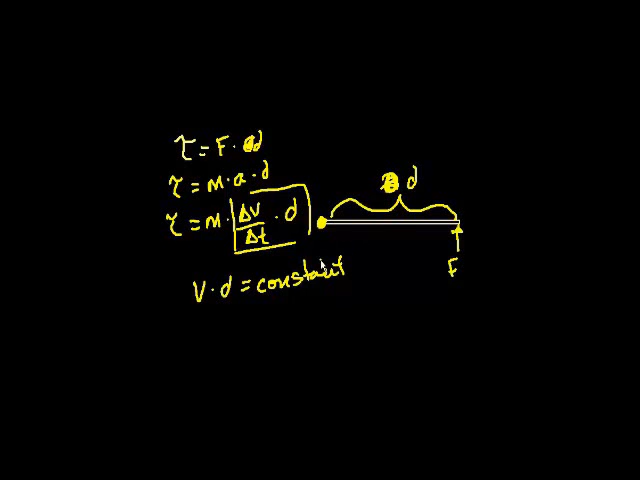 τ = F · d
τ = m · a · d
τ = m · Δv/Δt · d
v · d = constant
d
F